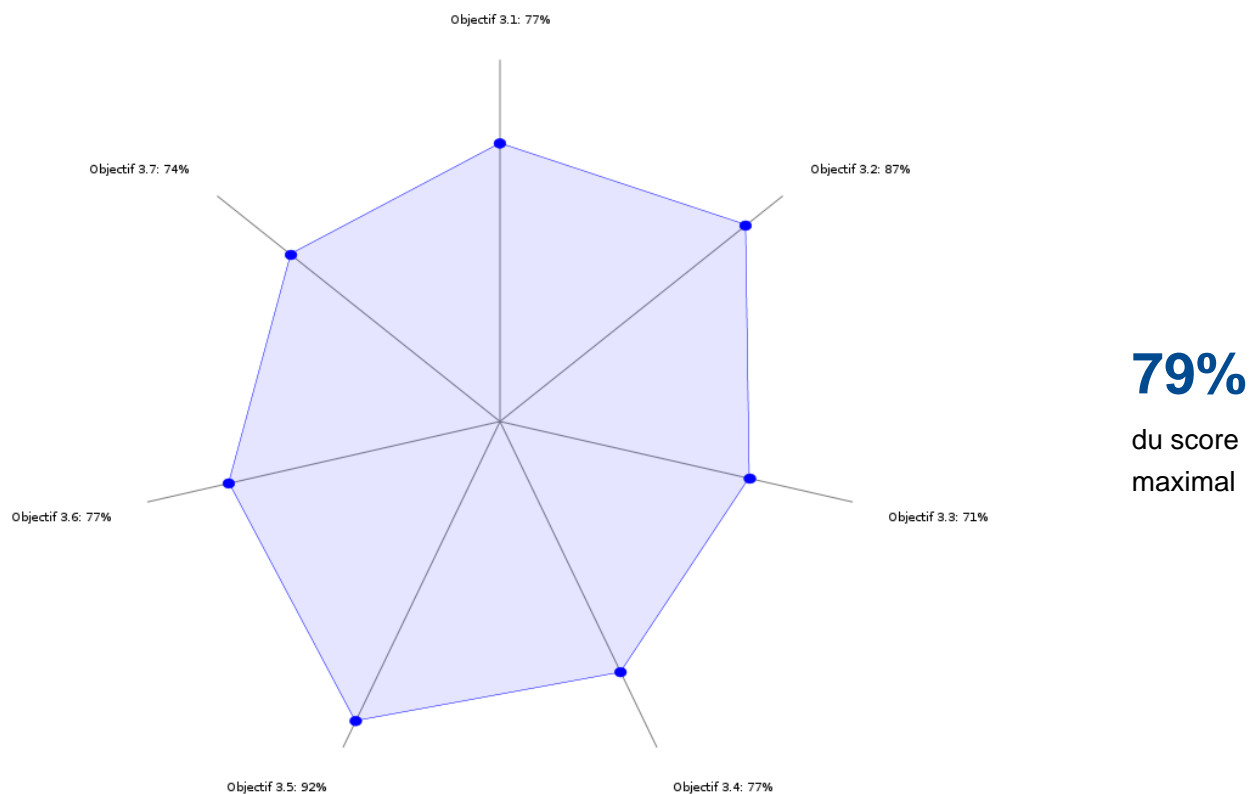 Objectif 3.1: 77%
Objectif 3.7: 74%
Objectif 3.2: 87%
79%
du score
maximal
Objectif 3.6: 77%
Objectif 3.3: 71%
Objectif 3.5: 92%
Objectif 3.4: 77%